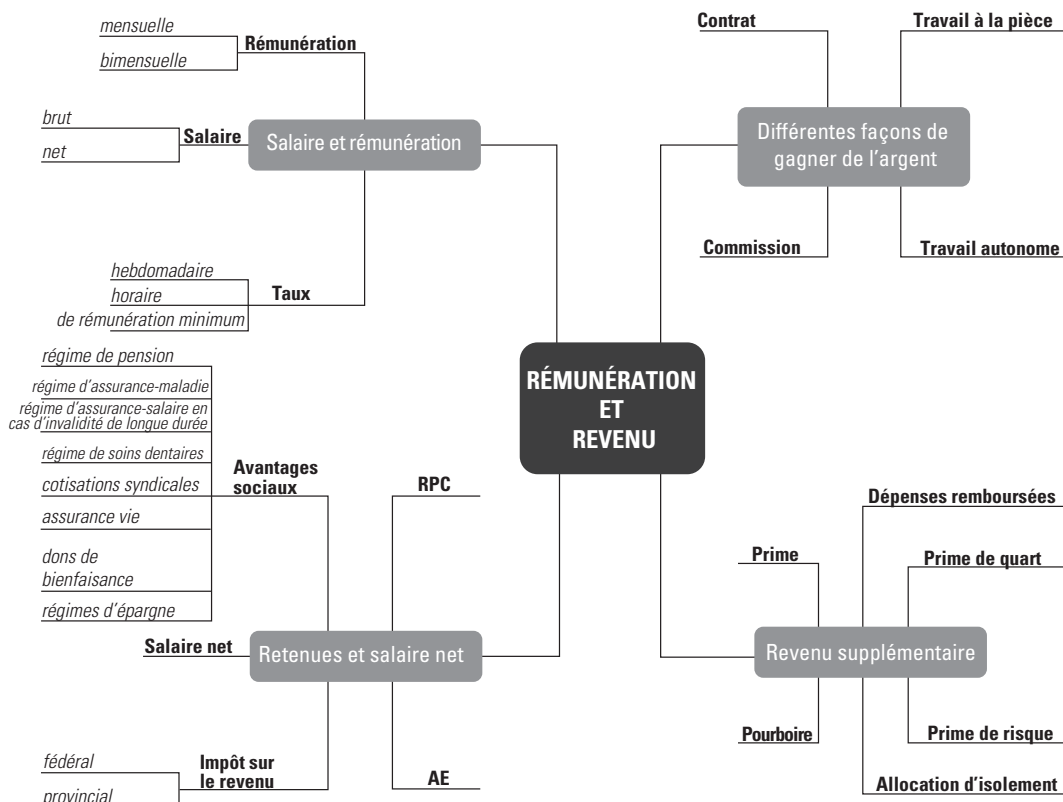 RÉMUNÉRATION
ET
REVENU
Salaire et rémunération
Rémunération
mensuelle
bimensuelle
Salaire
brut
net
Taux
hebdomadaire
horaire
de rémunération minimum
Différentes façons de
gagner de l'argent
Contrat
Travail à la pièce
Commission
Travail autonome
Retenues et salaire net
Avantages
sociaux
régime de pension
régime d'assurance-maladie
régime d'assurance-salaire en
cas d'invalidité de longue durée
régime de soins dentaires
cotisations syndicales
assurance vie
dons de
bienfaisance
régimes d'épargne
RPC
Salaire net
Impôt sur
le revenu
fédéral
provincial
AE
Revenu supplémentaire
Dépenses remboursées
Prime
Prime de quart
Pourboire
Prime de risque
Allocation d'isolement